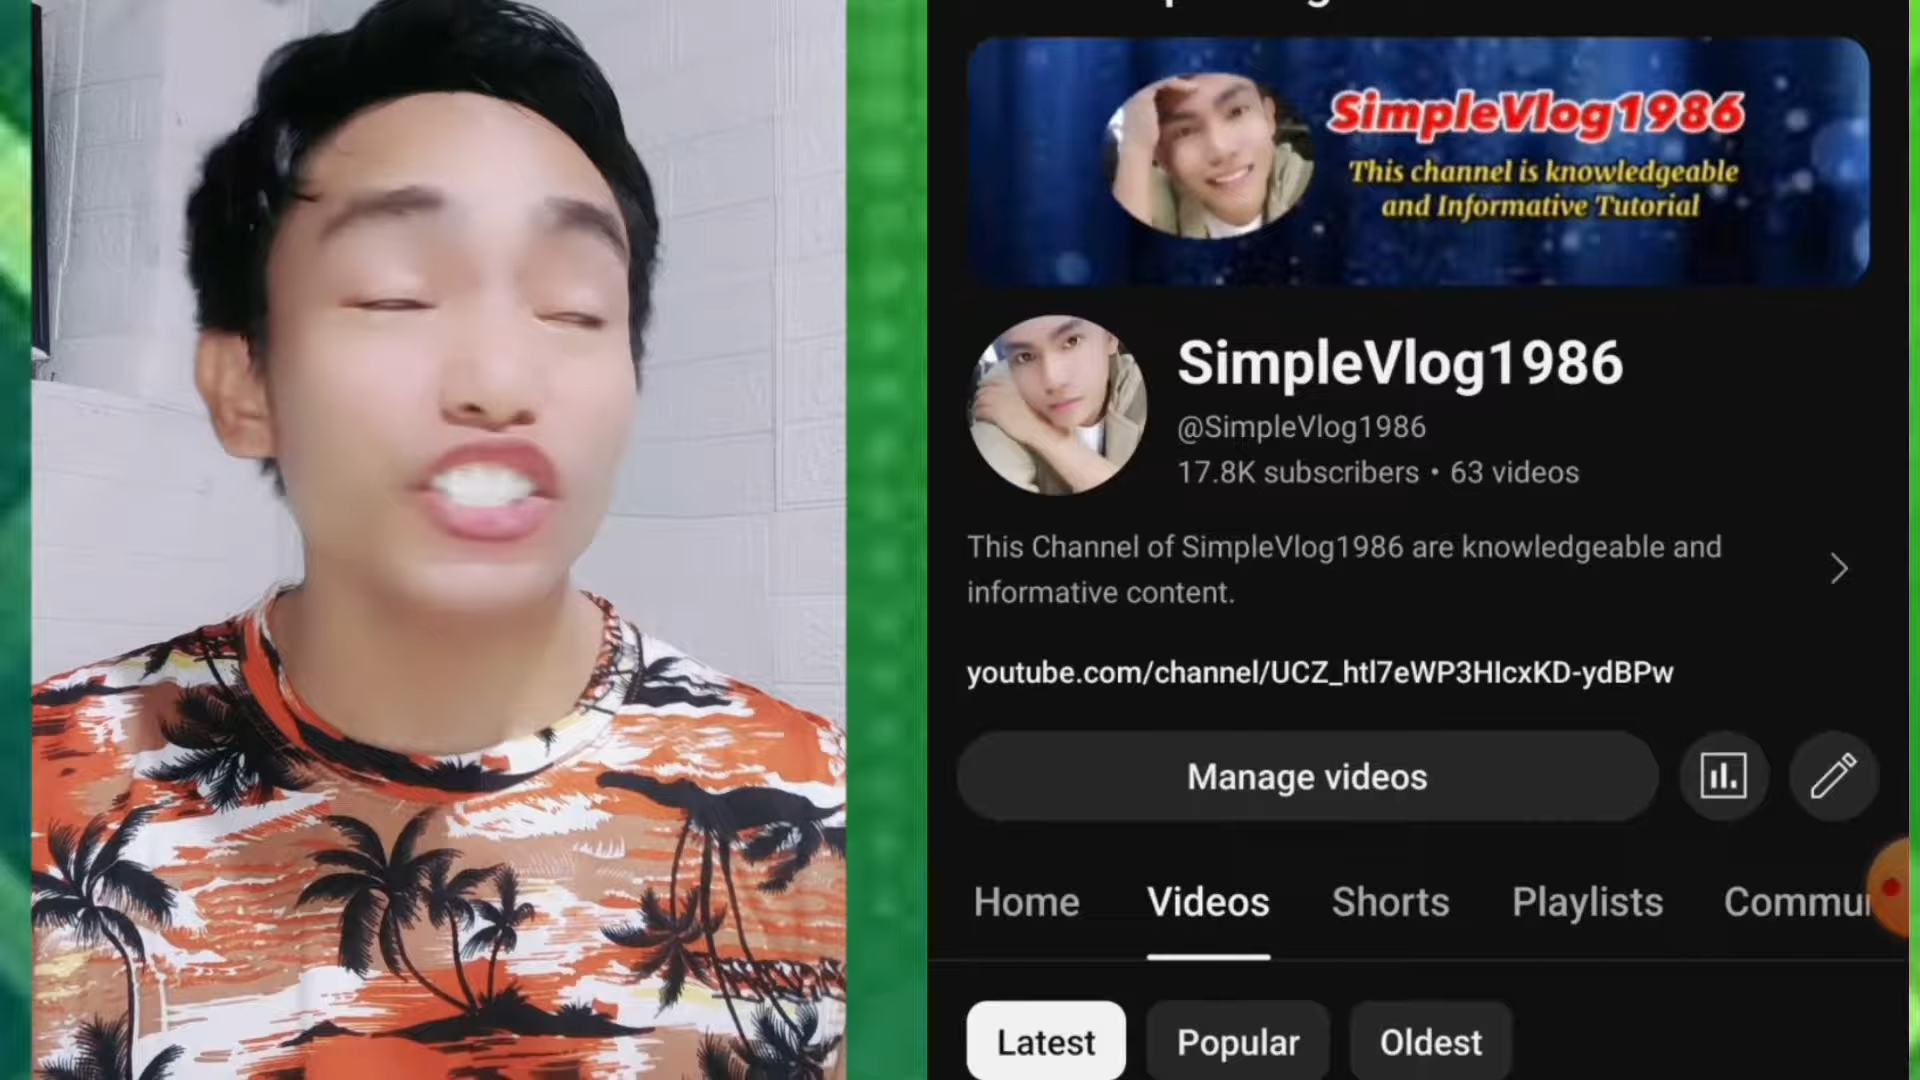 SimpleVlog1986
This channel is knowledgeable
and Informative Tutorial
SimpleVlog1986
@SimpleVlog1986
17.8K subscribers • 63 videos
This Channel of SimpleVlog1986 are knowledgeable and
informative content.
youtube.com/channel/UCZ_htl7eWP3HIcxKD-ydBPw
Manage videos
Home Videos Shorts Playlists Commu
Latest Popular Oldest